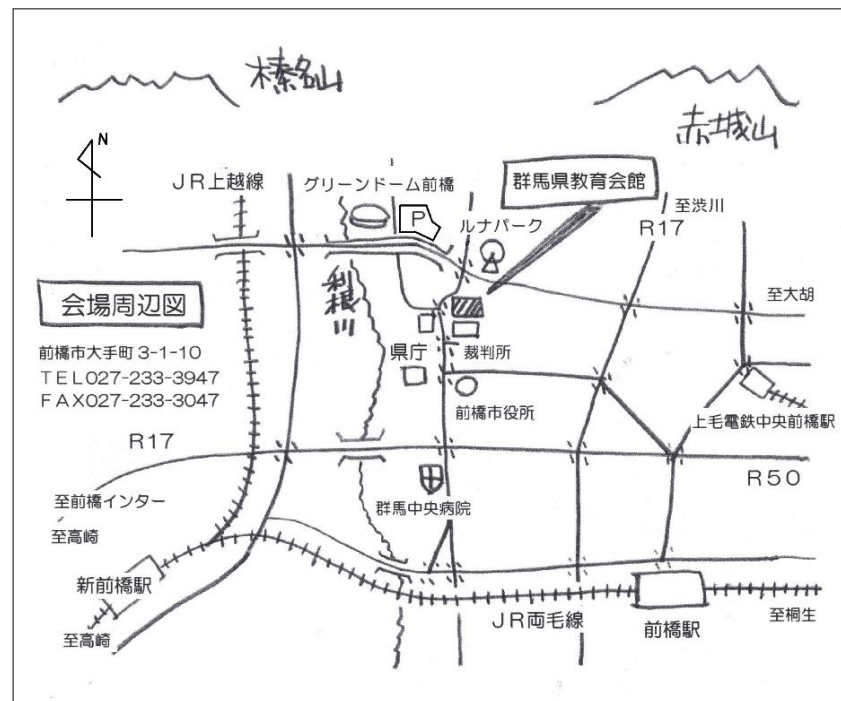 榛名山
赤城山
N
JR上越線
グリーンドーム前橋
群馬県教育会館
P
ルナパーク
至渋川
R17
会場周辺図
利根川
至大胡
前橋市大手町3-1-10
TEL027-233-3947
FAX027-233-3047
県庁
裁判所
前橋市役所
上毛電鉄中央前橋駅
R17
R50
至前橋インター
群馬中央病院
至高崎
新前橋駅
至高崎
JR両毛線
前橋駅
至桐生